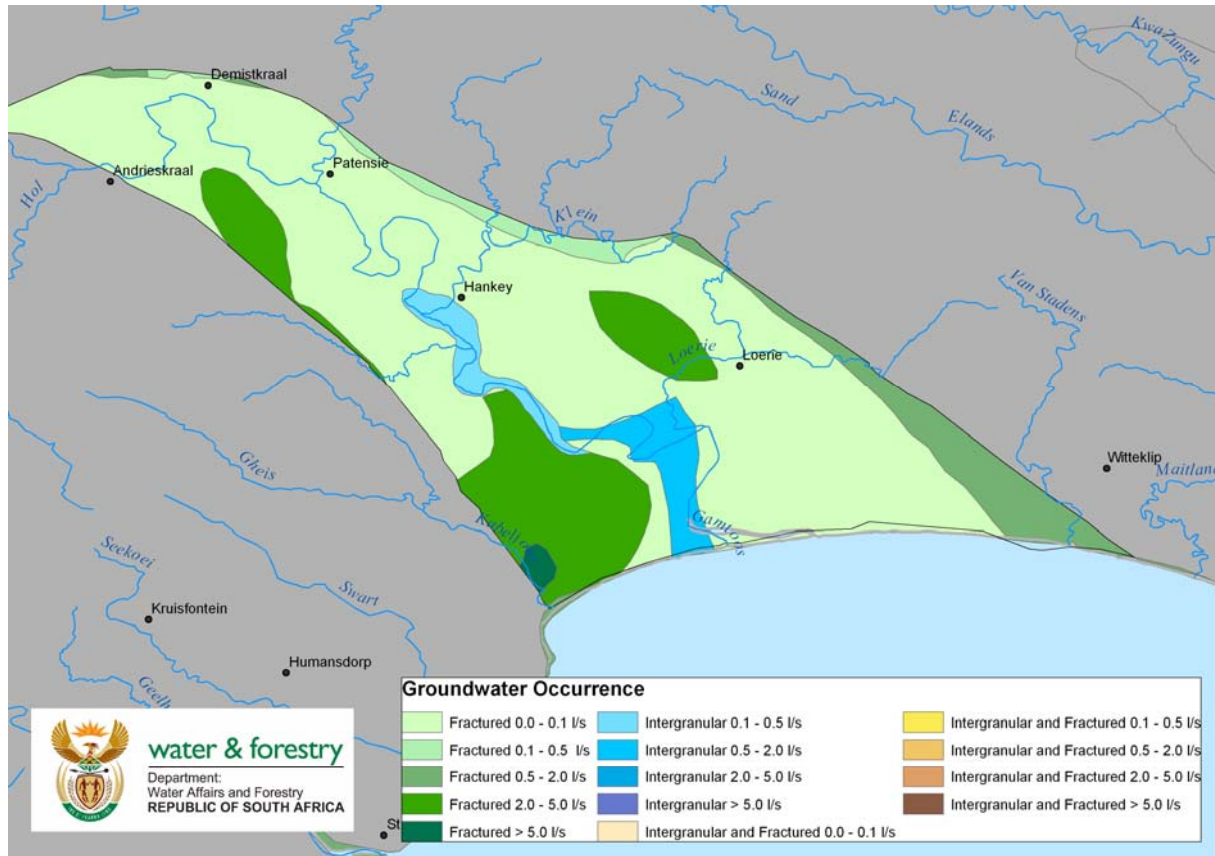 KwaZungu
Demistkraal
Sand
Elands
Patensie
Andrieskraal
Hol
Klein
Hankey
Van Stadens
Loerie
Loerie
Witteklip
Maitland
Gheis
Gamtoos
Seekoei
Swart
Kruisfontein
Humansdorp
Groundwater Occurrence
Fractured 0.0 - 0.1 l/s
Fractured 0.1 - 0.5 l/s
Fractured 0.5 - 2.0 l/s
Fractured 2.0 - 5.0 l/s
Fractured > 5.0 l/s
Intergranular 0.1 - 0.5 l/s
Intergranular 0.5 - 2.0 l/s
Intergranular 2.0 - 5.0 l/s
Intergranular > 5.0 l/s
Intergranular and Fractured 0.0 - 0.1 l/s
Intergranular and Fractured 0.1 - 0.5 l/s
Intergranular and Fractured 0.5 - 2.0 l/s
Intergranular and Fractured 2.0 - 5.0 l/s
Intergranular and Fractured > 5.0 l/s
water & forestry
Department:
Water Affairs and Forestry
REPUBLIC OF SOUTH AFRICA
St